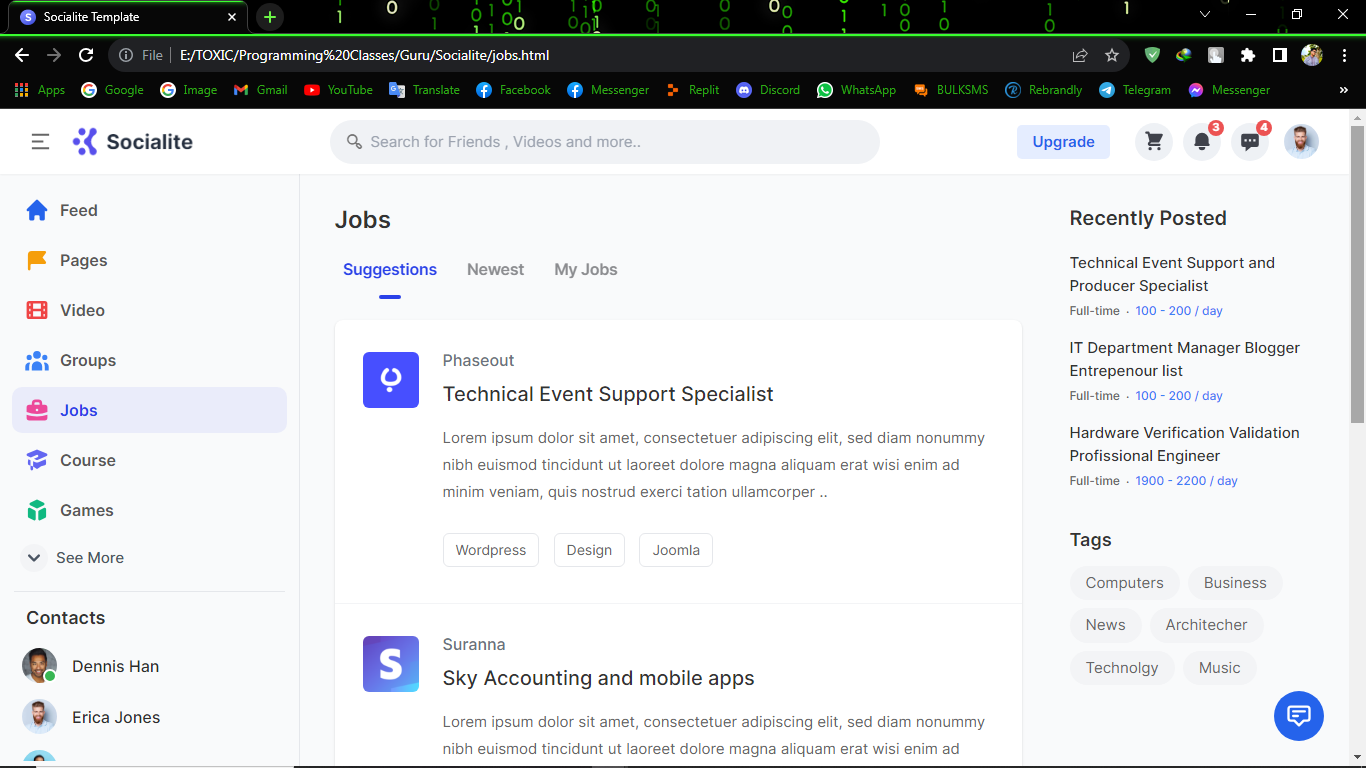 Socialite Template
File
E:/TOXIC/Programming%20Classes/Guru/Socialite/jobs.html
Apps Google Image Gmail YouTube Translate Facebook Messenger Replit Discord WhatsApp BULKSMS Rebrandly Telegram Messenger »
Socialite
Search for Friends , Videos and more..
Upgrade
3
4
Feed
Pages
Video
Groups
Jobs
Course
Games
See More
Contacts
Dennis Han
Erica Jones
Jobs
Suggestions Newest My Jobs
Phaseout
Technical Event Support Specialist
Lorem ipsum dolor sit amet, consectetuer adipiscing elit, sed diam nonummy
nibh euismod tincidunt ut laoreet dolore magna aliquam erat wisi enim ad
minim veniam, quis nostrud exerci tation ullamcorper ..
Wordpress Design Joomla
S
Suranna
Sky Accounting and mobile apps
Lorem ipsum dolor sit amet, consectetuer adipiscing elit, sed diam nonummy
nibh euismod tincidunt ut laoreet dolore magna aliquam erat wisi enim ad
Recently Posted
Technical Event Support and
Producer Specialist
Full-time · 100 - 200 / day
IT Department Manager Blogger
Entrepenour list
Full-time · 100 - 200 / day
Hardware Verification Validation
Profissional Engineer
Full-time · 1900 - 2200 / day
Tags
Computers Business
News Architecher
Technolgy Music